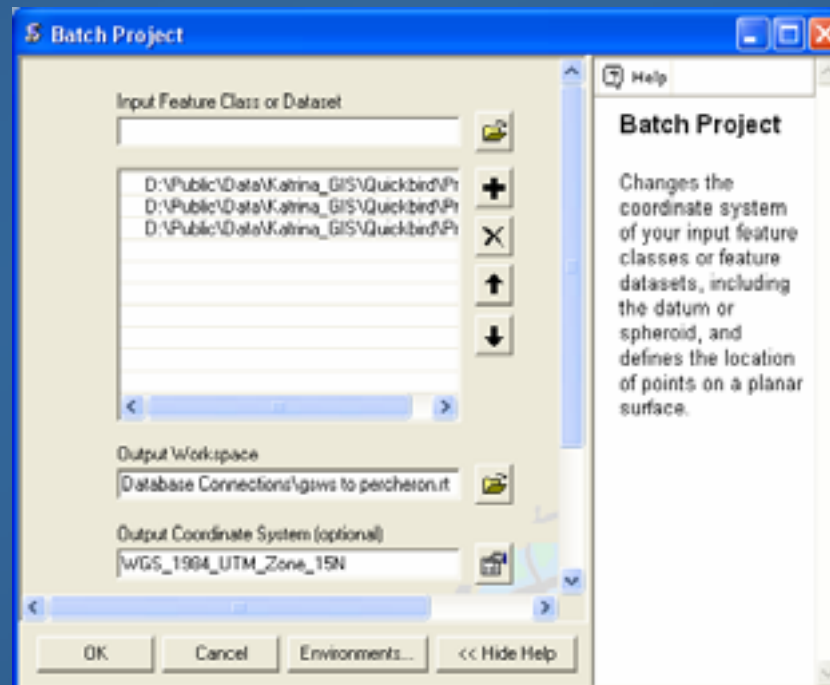 Batch Project
Input Feature Class or Dataset
D:\Public\Data\Katrina_GIS\Quickbird\Pr
D:\Public\Data\Katrina_GIS\Quickbird\Pr
D:\Public\Data\Katrina_GIS\Quickbird\Pr
Output Workspace
Database Connections\gsws to percheron.rt
Output Coordinate System (optional)
WGS_1984_UTM_Zone_15N
OK
Cancel
Environments...
<< Hide Help
Help
Batch Project
Changes the
coordinate system
of your input feature
classes or feature
datasets, including
the datum or
spheroid, and
defines the location
of points on a planar
surface.